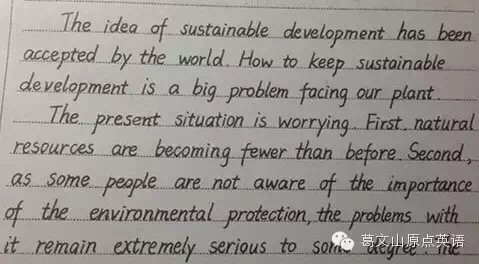 The idea of sustainable development has been
accepted by the world. How to keep sustainable
development is a big problem facing our plant.
The present situation is worrying. First, natural
resources are becoming fewer than before. Second,
as some people are not aware of the importance
of the environmental protection, the problems with
it remain extremely serious to some degree. The
葛文山原点英语